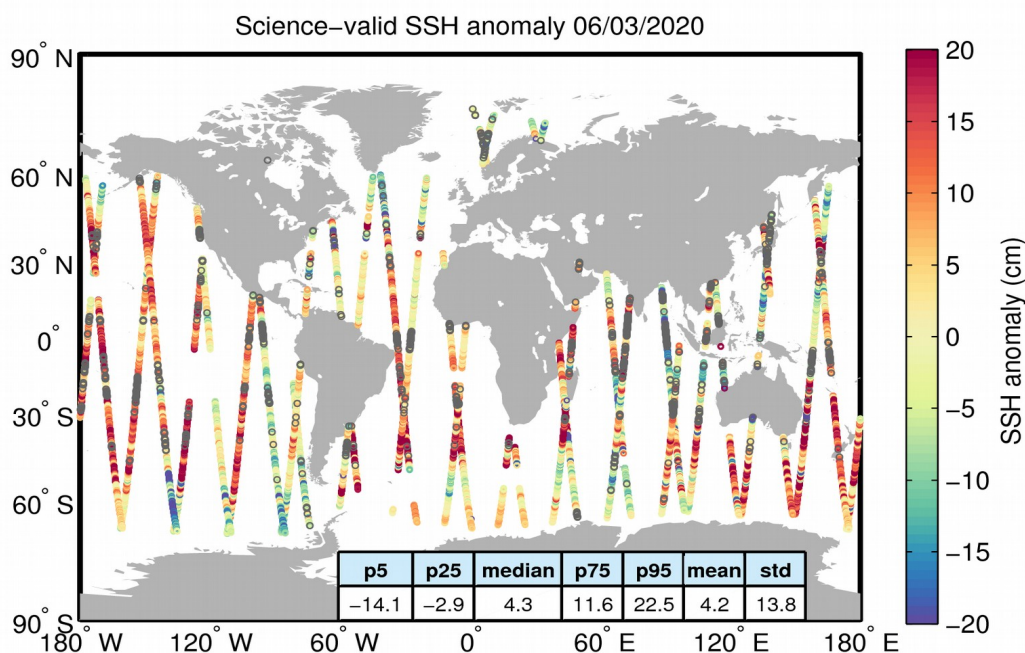 Science−valid SSH anomaly 06/03/2020
90° N
60° N
30° N
0°
30° S
60° S
90° S
180° W
120° W
60° W
0°
60° E
120° E
180° E
p5 p25 median p75 p95 mean std
−14.1 −2.9 4.3 11.6 22.5 4.2 13.8
20
15
10
5
0
−5
−10
−15
−20
SSH anomaly (cm)